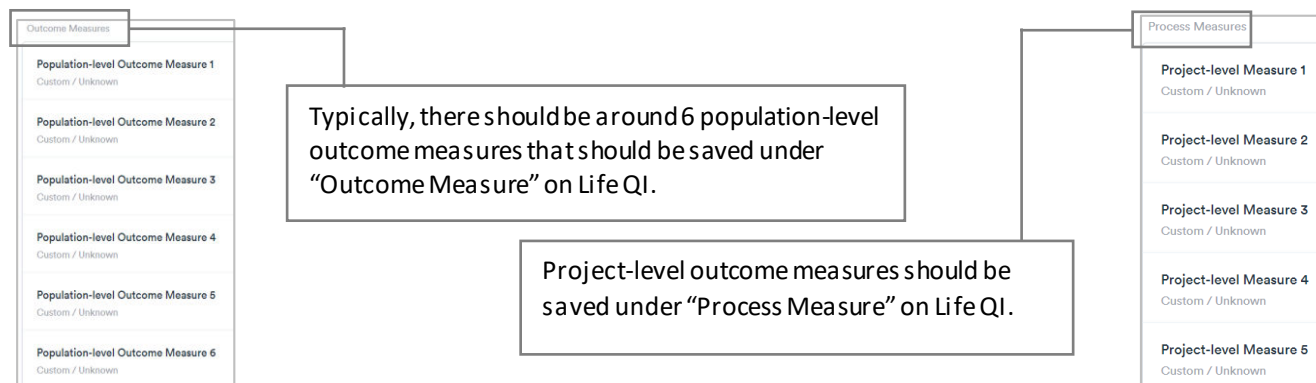 Outcome Measures
Population-level Outcome Measure 1
Custom / Unknown
Population-level Outcome Measure 2
Custom / Unknown
Population-level Outcome Measure 3
Custom / Unknown
Population-level Outcome Measure 4
Custom / Unknown
Population-level Outcome Measure 5
Custom / Unknown
Population-level Outcome Measure 6
Custom / Unknown
Typically, there should be around 6 population-level
outcome measures that should be saved under
“Outcome Measure” on Life QI.
Project-level outcome measures should be
saved under “Process Measure” on Life QI.
Process Measures
Project-level Measure 1
Custom / Unknown
Project-level Measure 2
Custom / Unknown
Project-level Measure 3
Custom / Unknown
Project-level Measure 4
Custom / Unknown
Project-level Measure 5
Custom / Unknown